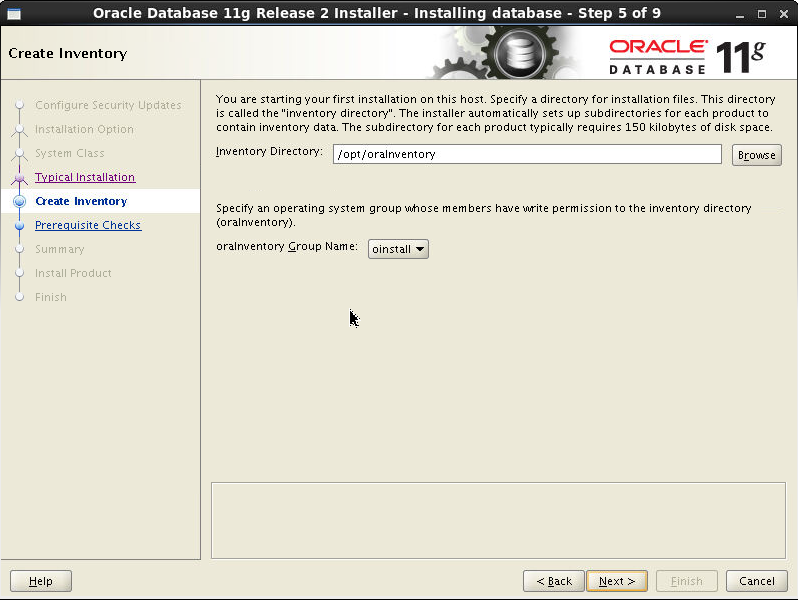 Oracle Database 11g Release 2 Installer - Installing database - Step 5 of 9
Create Inventory
ORACLE
DATABASE 11g
Configure Security Updates
Installation Option
System Class
Typical Installation
Create Inventory
Prerequisite Checks
Summary
Install Product
Finish
You are starting your first installation on this host. Specify a directory for installation files. This directory
is called the "inventory directory". The installer automatically sets up subdirectories for each product to
contain inventory data. The subdirectory for each product typically requires 150 kilobytes of disk space.
Inventory Directory: /opt/oraInventory Browse
Specify an operating system group whose members have write permission to the inventory directory
(oraInventory).
oraInventory Group Name: oinstall
Help < Back Next > Finish Cancel